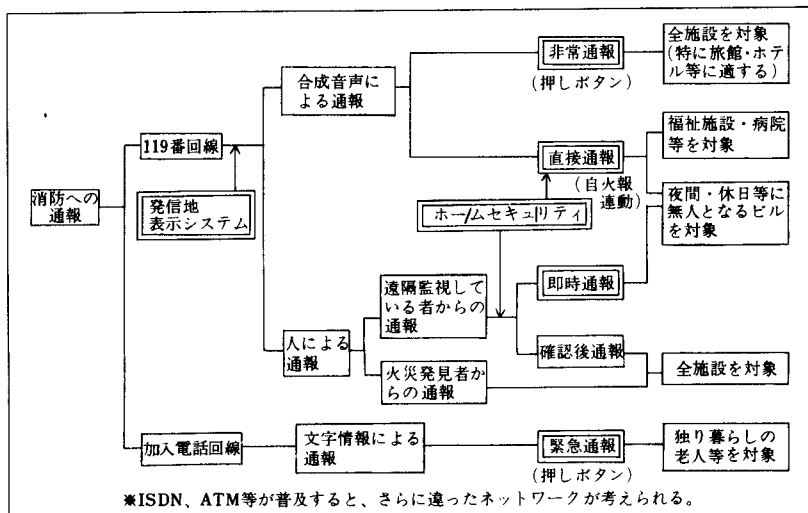 消防への
通報
119番回線
発信地
表示システム
加入電話回線
合成音声に
よる通報
人による
通報
文字情報による
通報
遠隔監視して
いる者からの
通報
火災発見者か
らの通報
ホームセキュリティ
非常通報
(押しボタン)
直接通報
(自火報
連動)
即時通報
確認後通報
緊急通報
(押しボタン)
全施設を対象
(特に旅館・ホテ
ル等に適する)
福祉施設・病院
等を対象
夜間・休日等に
無人となるビル
を対象
全施設を対象
独り暮らしの
老人等を対象
※ISDN、ATM等が普及すると、さらに違ったネットワークが考えられる。